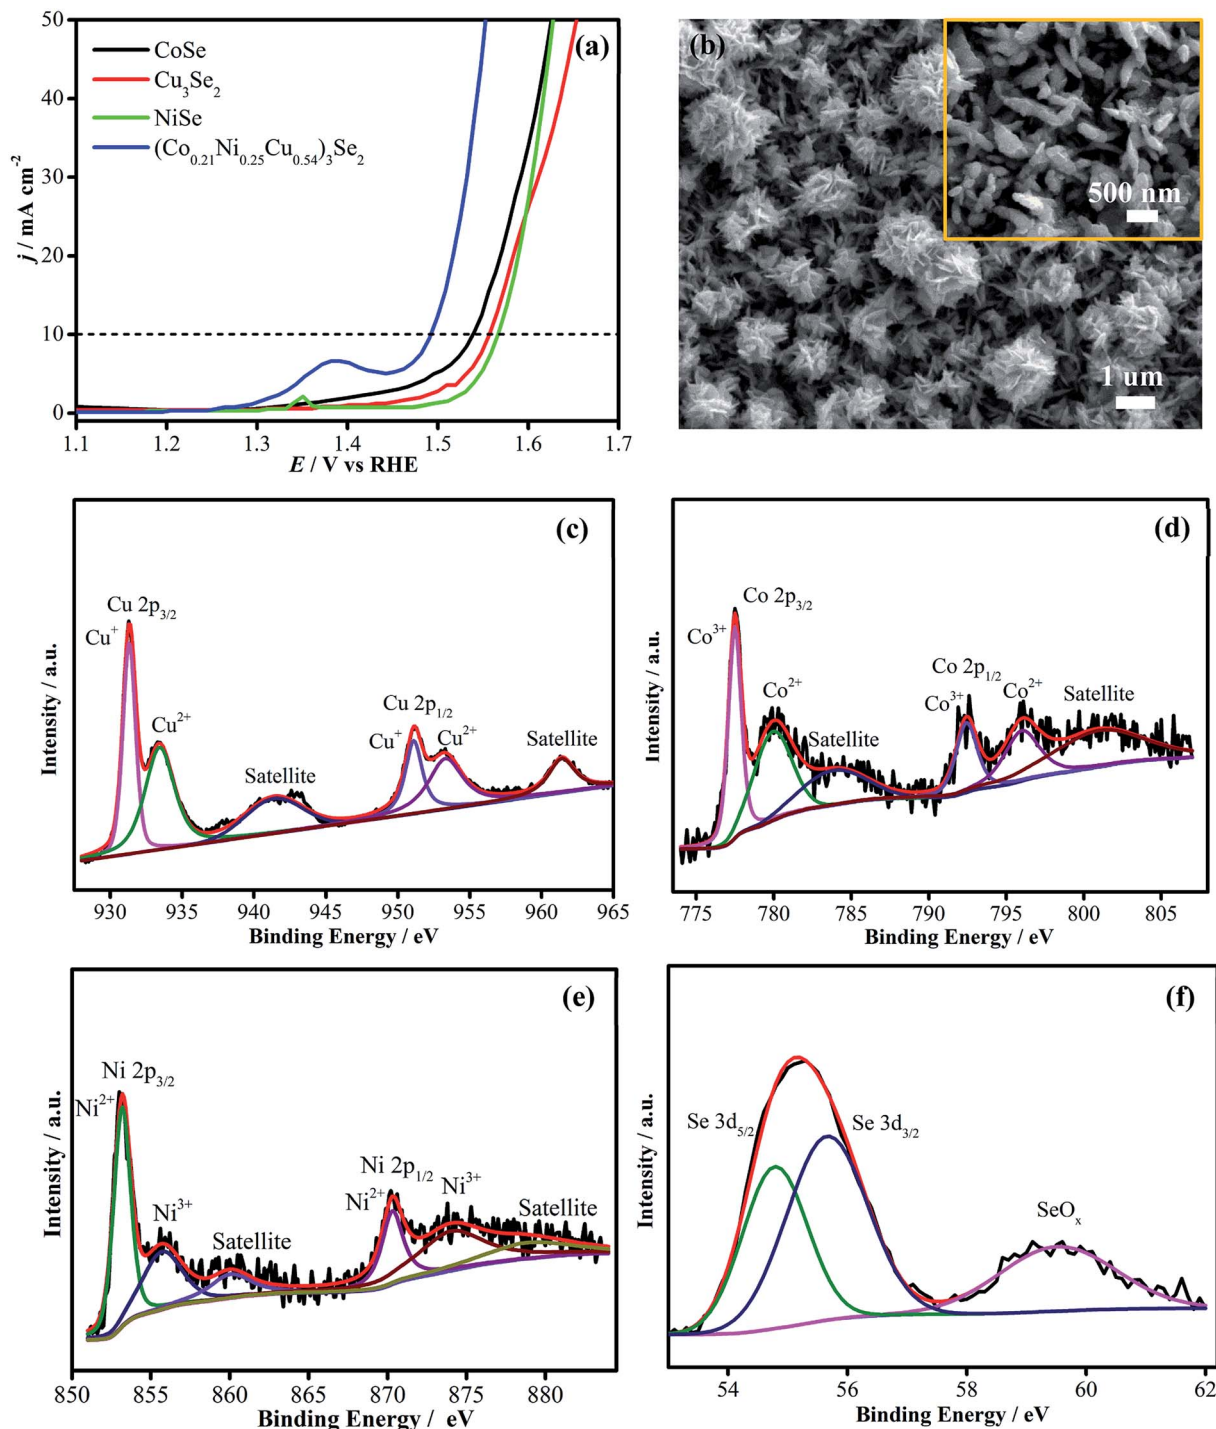 50
40
30
20
10
0
j / mA cm-2
CoSe
Cu3Se2
NiSe
(Co0.21Ni0.25Cu0.54)3Se2
(a)
1.1 1.2 1.3 1.4 1.5 1.6 1.7
E / V vs RHE
(b)
500 nm
1 um
(c)
Cu 2p3/2
Cu+
Cu2+
Satellite
Cu 2p1/2
Cu+
Cu2+
Satellite
Intensity / a.u.
930 935 940 945 950 955 960 965
Binding Energy / eV
(d)
Co 2p3/2
Co3+
Co2+
Satellite
Co 2p1/2
Co3+
Co2+
Satellite
Intensity / a.u.
775 780 785 790 795 800 805
Binding Energy / eV
(e)
Ni 2p3/2
Ni2+
Ni3+
Satellite
Ni 2p1/2
Ni2+
Ni3+
Satellite
Intensity / a.u.
850 855 860 865 870 875 880
Binding Energy / eV
(f)
Se 3d5/2
Se 3d3/2
SeOx
Intensity / a.u.
54 56 58 60 62
Binding Energy / eV